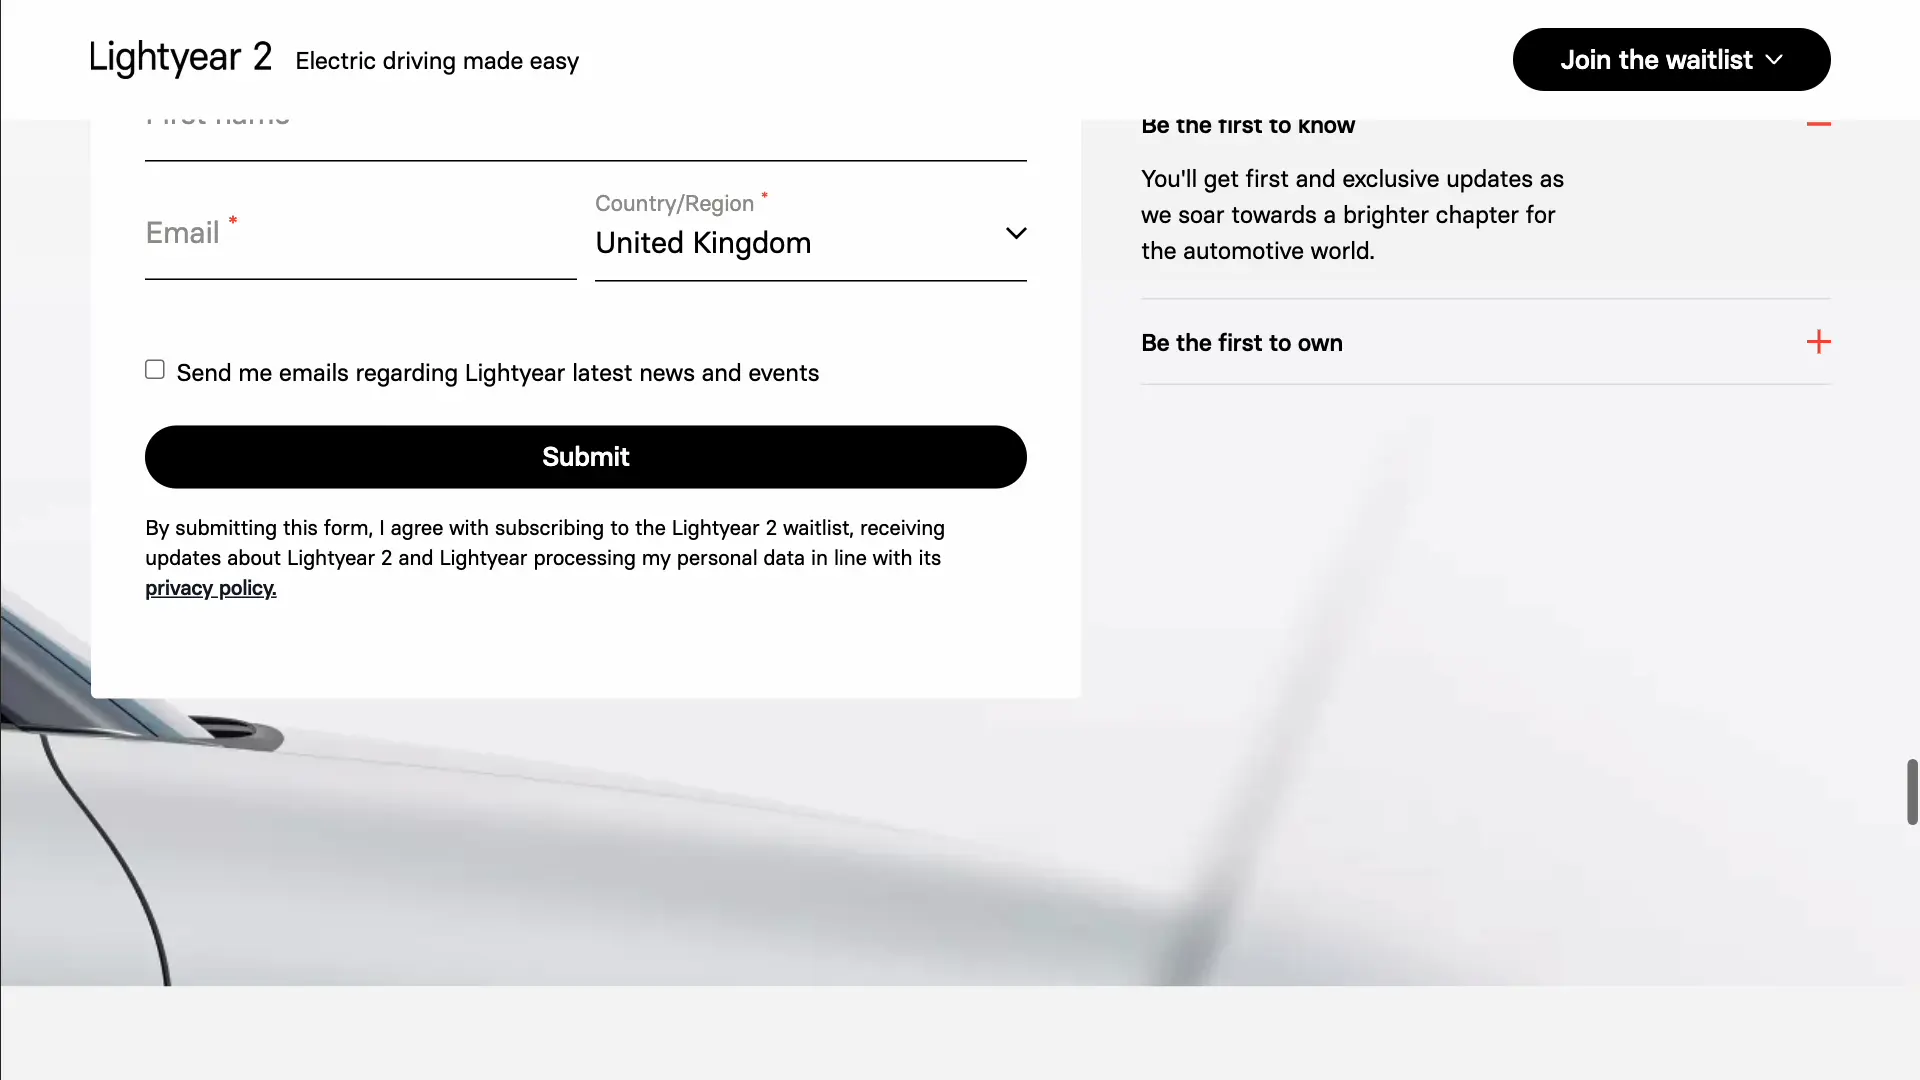 Lightyear 2
Electric driving made easy
Join the waitlist
First name
Email *
Country/Region *
United Kingdom
Send me emails regarding Lightyear latest news and events
Submit
By submitting this form, I agree with subscribing to the Lightyear 2 waitlist, receiving
updates about Lightyear 2 and Lightyear processing my personal data in line with its
privacy policy.
Be the first to know
You'll get first and exclusive updates as
we soar towards a brighter chapter for
the automotive world.
Be the first to own